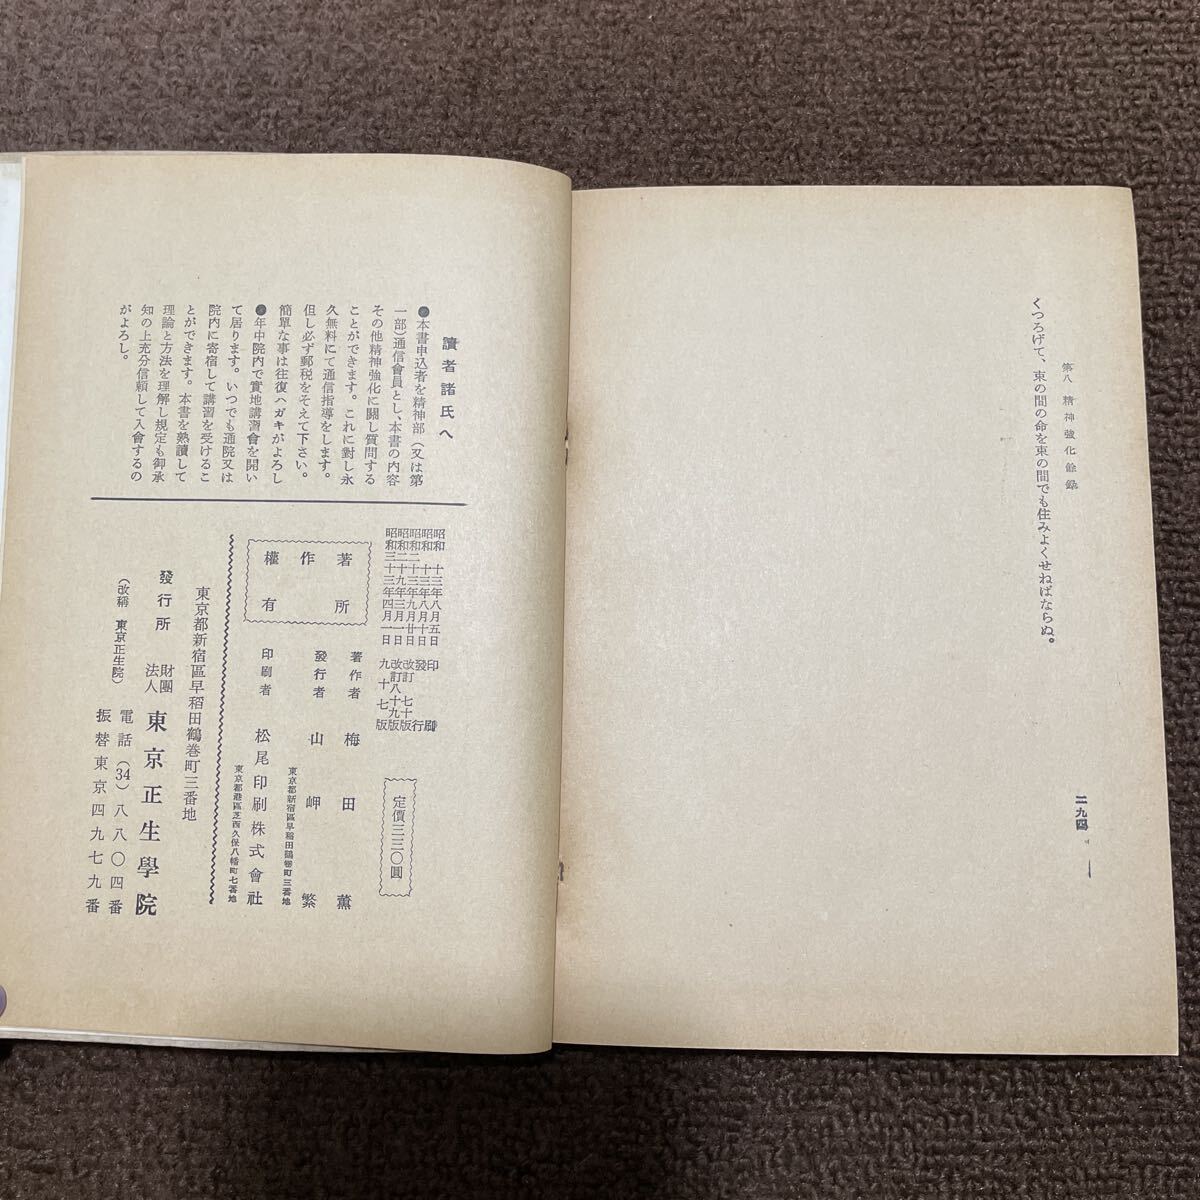 第八 精神強化餘錄
くつろげて、束の間の命を束の間でも住みよくせねばならぬ。
二九四
讀者諸氏へ
●本書申込者を精神部(又は第
一部)通信會員とし、本書の内容
その他精神強化に關し質問する
ことができます。これに對し永
久無料にて通信指導をします。
但し必ず郵税をそえて下さい。
簡單な事は往復ハガキがよろし
●年中院内で實地講習會を開い
て居ります。いつでも通院又は
院内に寄宿して講習を受けるこ
とができます。本書を熟讀して
理論と方法を理解し規定も御承
知の上充分信頼して入會するの
がよろし。
昭和十三年八月五日 印刷
昭和十三年八月十日 發行
昭和二十三年九月廿日 改訂七十版
昭和二十九年三月一日 改訂八十九版
昭和三十三年四月一日 九十七版
定價三三〇圓
著作權所有
著作者 梅田薫
東京都新宿區早稲田鶴巻町三番地
發行者 山岬繁
東京都港區芝西久保八幡町七番地
印刷者 松尾印刷株式會社
東京都新宿區早稲田鶴巻町三番地
發行所 財團法人 東京正生學院
(改稱 東京正生院)
電話(34)八八〇四番
振替東京四九七七九番